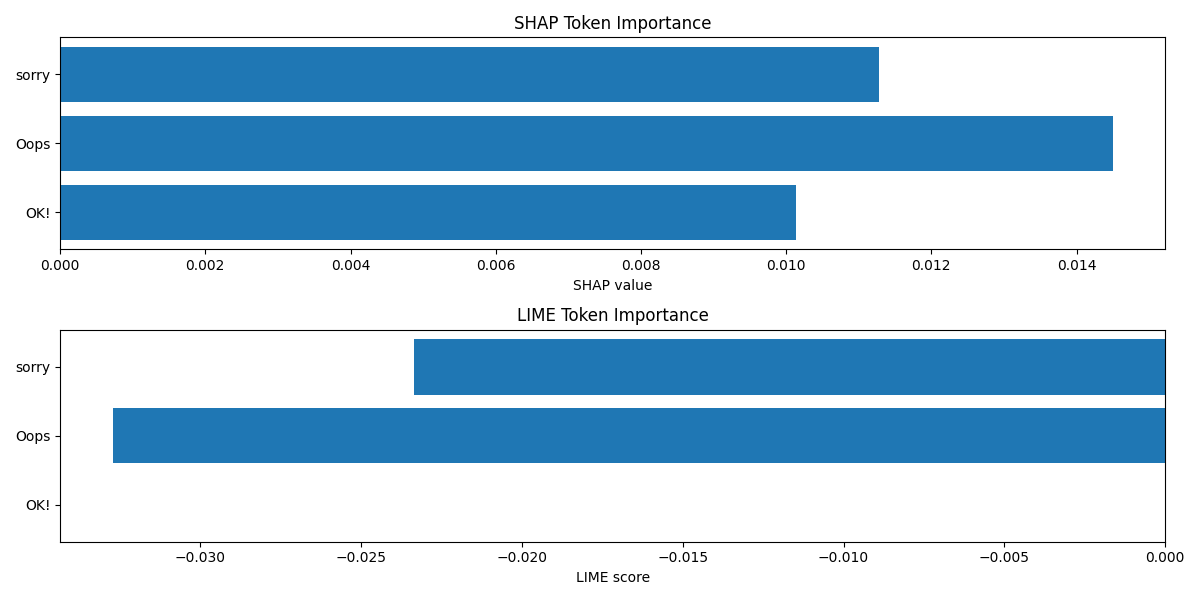 SHAP Token Importance
sorry
Oops
OK!
0.000 0.002 0.004 0.006 0.008 0.010 0.012 0.014
SHAP value
LIME Token Importance
sorry
Oops
OK!
−0.030 −0.025 −0.020 −0.015 −0.010 −0.005 0.000
LIME score